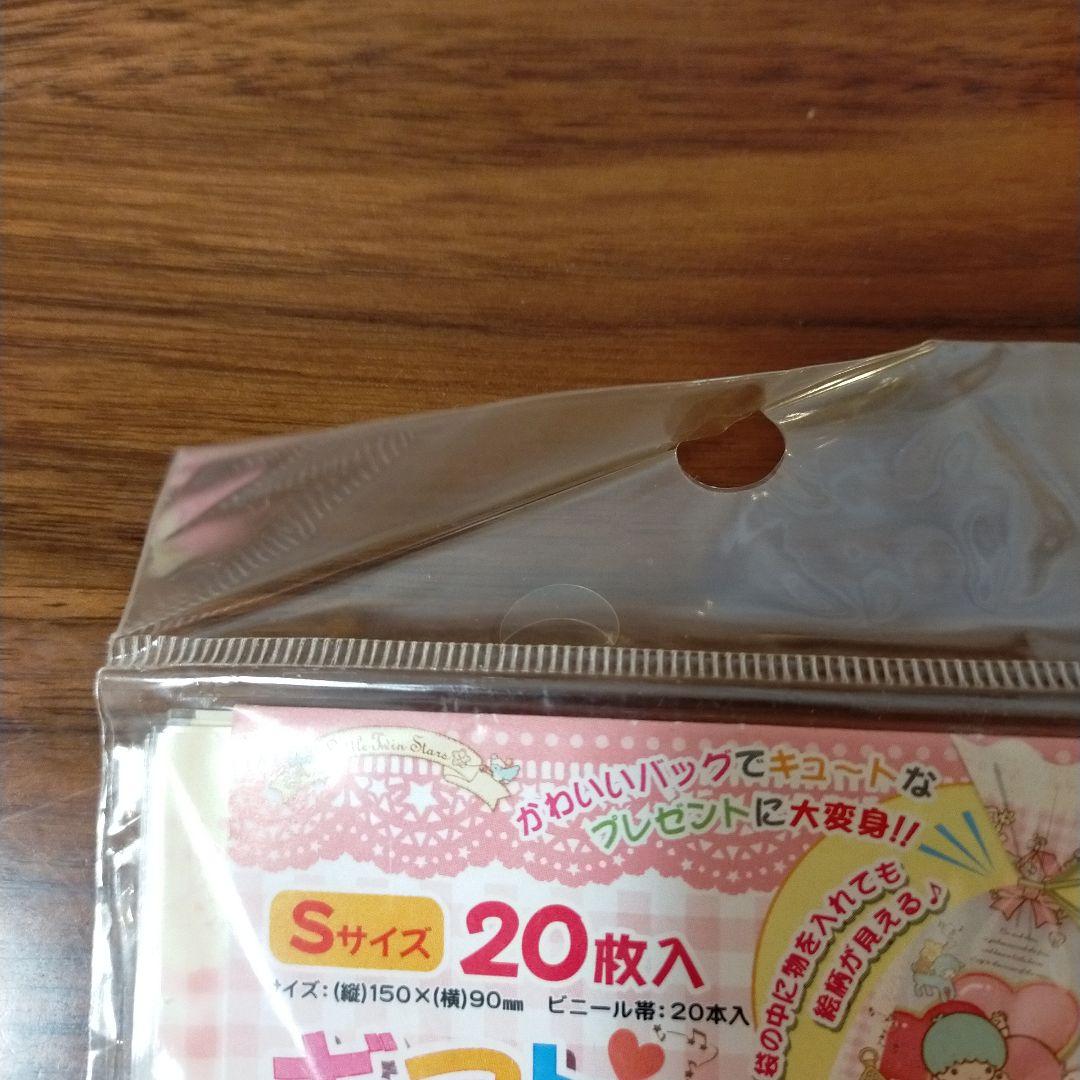 Little Twin Stars
かわいいバッグでキュートな
プレゼントに大変身!!
Sサイズ 20枚入
サイズ:(縦)150×(横)90mm ビニール帯:20本入
袋の中に物を入れても
絵柄が見える♪
ギフト